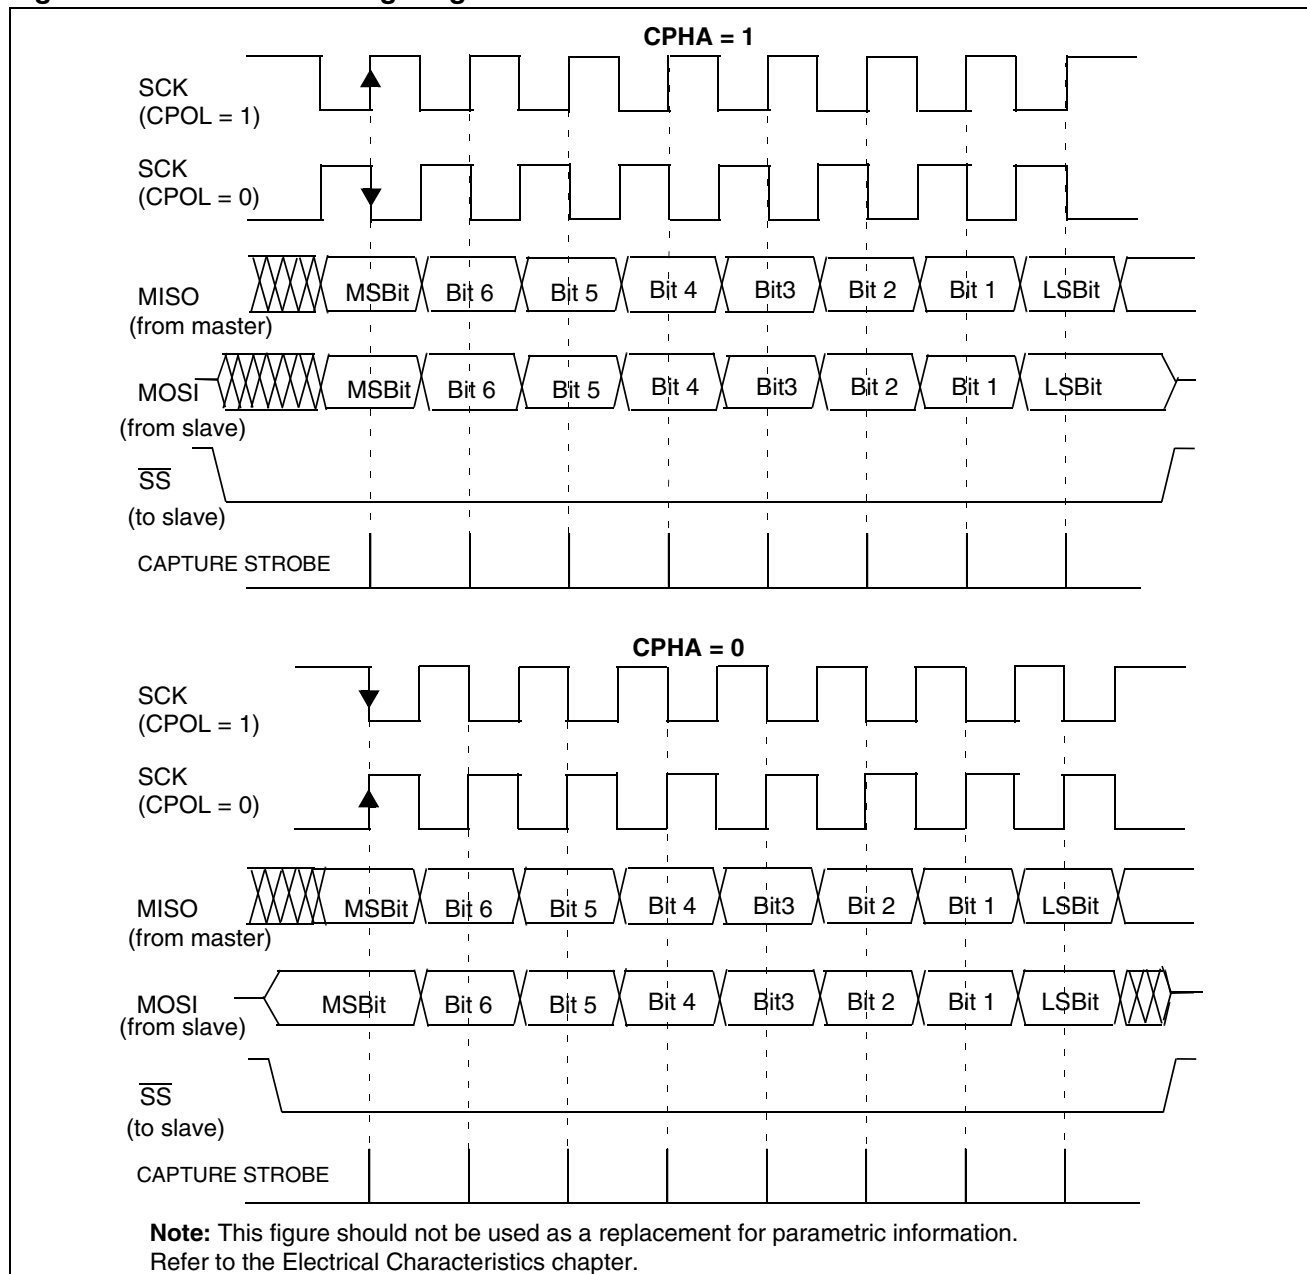 CPHA = 1
SCK
(CPOL = 1)
SCK
(CPOL = 0)
MISO
(from master)
MSBit Bit 6 Bit 5 Bit 4 Bit3 Bit 2 Bit 1 LSBit
MOSI
(from slave)
MSBit Bit 6 Bit 5 Bit 4 Bit3 Bit 2 Bit 1 LSBit
SS
(to slave)
CAPTURE STROBE
CPHA = 0
SCK
(CPOL = 1)
SCK
(CPOL = 0)
MISO
(from master)
MSBit Bit 6 Bit 5 Bit 4 Bit3 Bit 2 Bit 1 LSBit
MOSI
(from slave)
MSBit Bit 6 Bit 5 Bit 4 Bit3 Bit 2 Bit 1 LSBit
SS
(to slave)
CAPTURE STROBE
Note: This figure should not be used as a replacement for parametric information.
Refer to the Electrical Characteristics chapter.